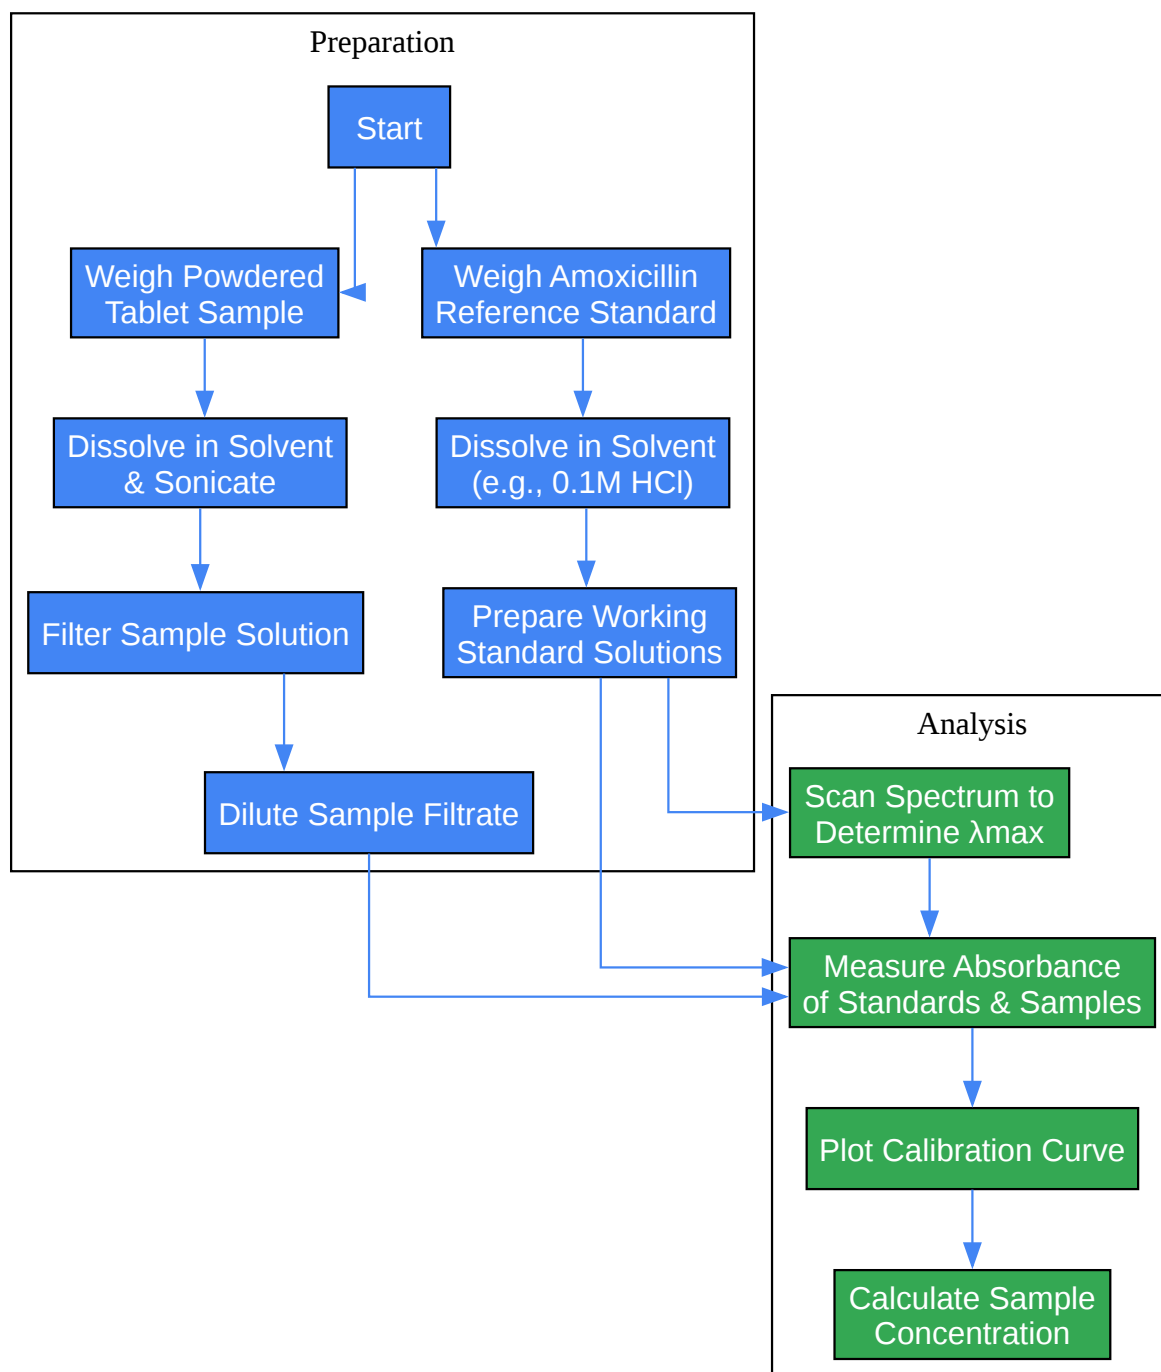 Preparation
Start
Weigh Powdered
Tablet Sample
Weigh Amoxicillin
Reference Standard
Dissolve in Solvent
& Sonicate
Dissolve in Solvent
(e.g., 0.1M HCl)
Filter Sample Solution
Prepare Working
Standard Solutions
Dilute Sample Filtrate
Analysis
Scan Spectrum to
Determine λmax
Measure Absorbance
of Standards & Samples
Plot Calibration Curve
Calculate Sample
Concentration